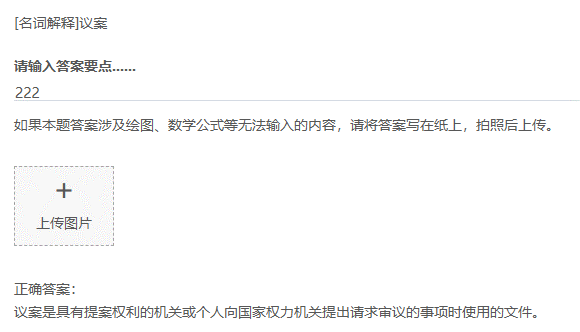 [名词解释]议案
请输入答案要点......
222
如果本题答案涉及绘图、数学公式等无法输入的内容，请将答案写在纸上，拍照后上传。
+
上传图片
正确答案：
议案是具有提案权利的机关或个人向国家权力机关提出请求审议的事项时使用的文件。